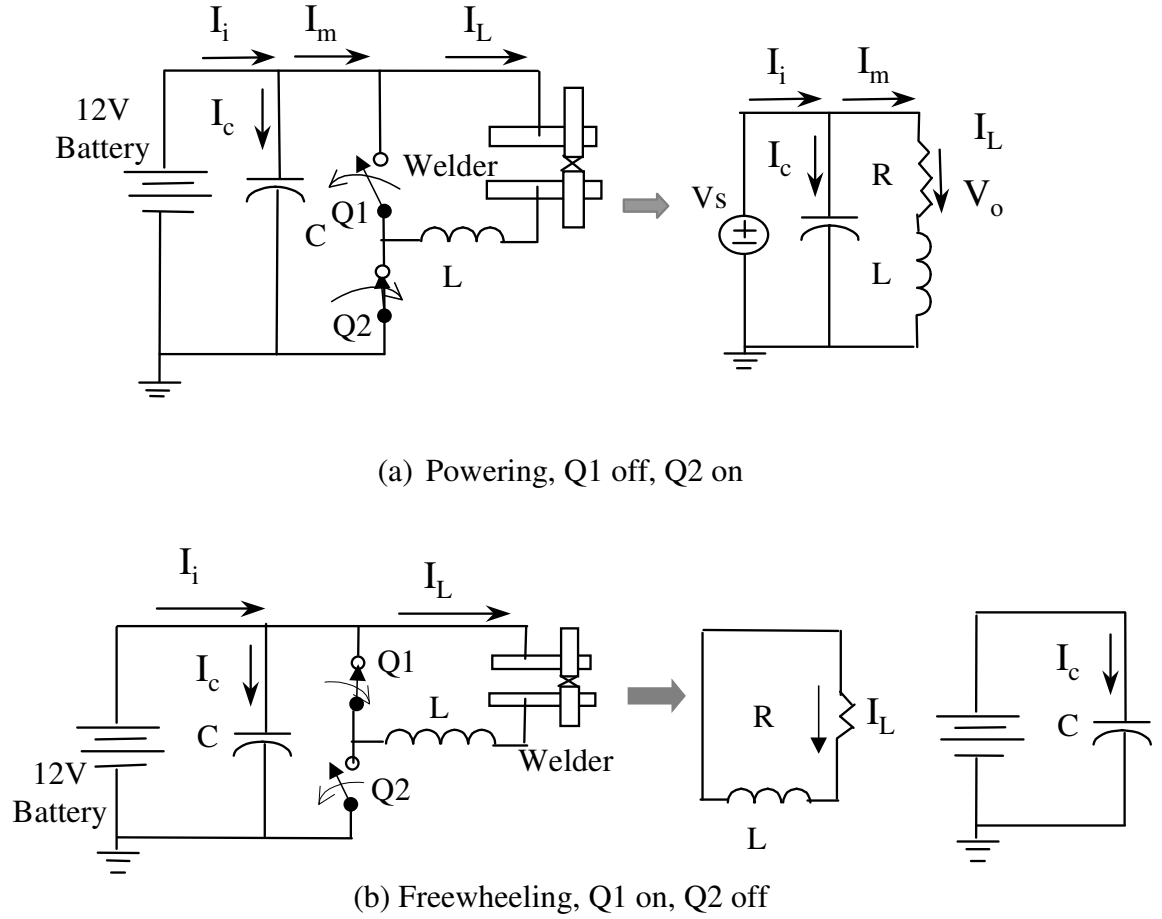 I_i I_m I_L
12V
Battery
I_c
Welder
Q1
C
L
Q2
I_i I_m
I_L
I_c
R
Vs
V_o
L
(a) Powering, Q1 off, Q2 on
I_i
I_L
Q1
I_c
L
C
Welder
12V
Battery
Q2
R
I_L
L
I_c
C
(b) Freewheeling, Q1 on, Q2 off